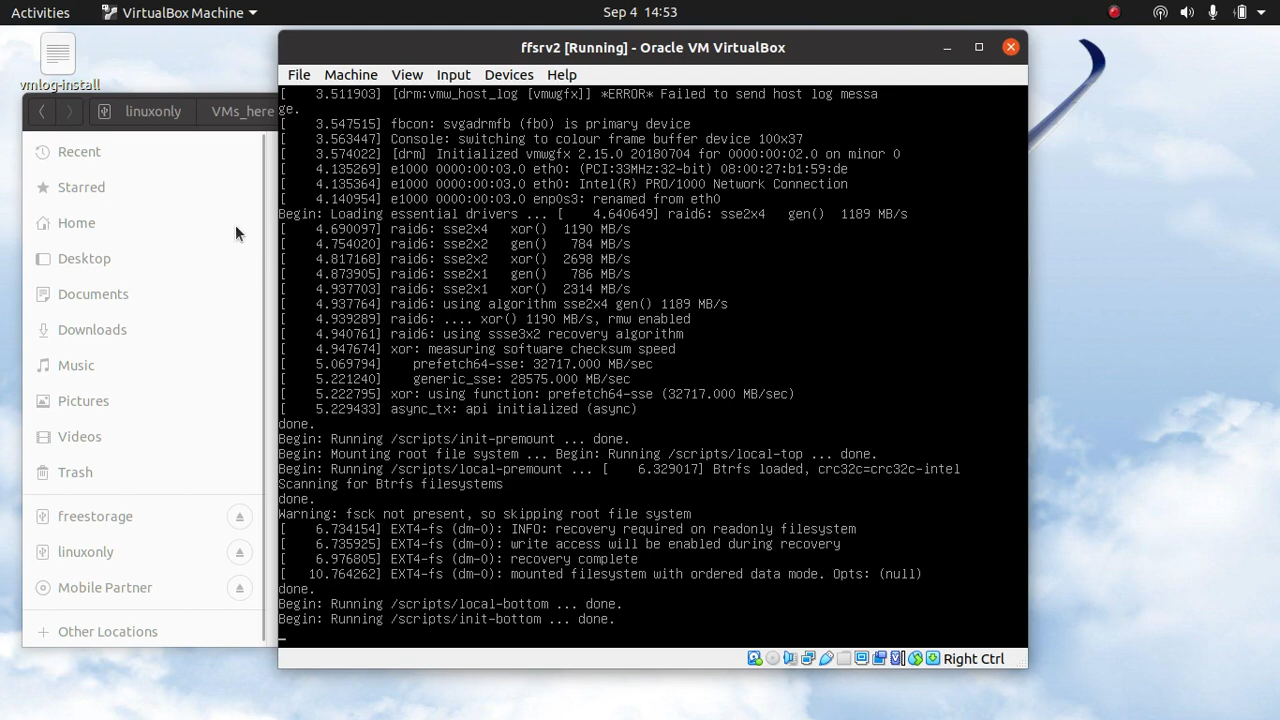 Activities
VirtualBox Machine
Sep 4 14:53
vmlog-install
linuxonly
VMs_here
Recent
Starred
Home
Desktop
Documents
Downloads
Music
Pictures
Videos
Trash
freestorage
linuxonly
Mobile Partner
+ Other Locations
ffsrv2 [Running] - Oracle VM VirtualBox
File Machine View Input Devices Help
[    3.511903] [drm:vmw_host_log [vmwgfx]] *ERROR* Failed to send host log messa
ge.
[    3.547515] fbcon: svgadrmfb (fb0) is primary device
[    3.563447] Console: switching to colour frame buffer device 100x37
[    3.574022] [drm] Initialized vmwgfx 2.15.0 20180704 for 0000:00:02.0 on minor 0
[    4.135269] e1000 0000:00:03.0 eth0: (PCI:33MHz:32-bit) 08:00:27:b1:59:de
[    4.135364] e1000 0000:00:03.0 eth0: Intel(R) PRO/1000 Network Connection
[    4.140954] e1000 0000:00:03.0 enp0s3: renamed from eth0
Begin: Loading essential drivers ... [    4.640649] raid6: sse2x4   gen()  1189 MB/s
[    4.690097] raid6: sse2x4   xor()  1190 MB/s
[    4.754020] raid6: sse2x2   gen()   784 MB/s
[    4.817168] raid6: sse2x2   xor()  2698 MB/s
[    4.873905] raid6: sse2x1   gen()   786 MB/s
[    4.937703] raid6: sse2x1   xor()  2314 MB/s
[    4.937764] raid6: using algorithm sse2x4 gen() 1189 MB/s
[    4.939289] raid6: .... xor() 1190 MB/s, rmw enabled
[    4.940761] raid6: using ssse3x2 recovery algorithm
[    4.947674] xor: measuring software checksum speed
[    5.069794]    prefetch64-sse: 32717.000 MB/sec
[    5.221240]    generic_sse: 28575.000 MB/sec
[    5.222795] xor: using function: prefetch64-sse (32717.000 MB/sec)
[    5.229433] async_tx: api initialized (async)
done.
Begin: Running /scripts/init-premount ... done.
Begin: Mounting root file system ... Begin: Running /scripts/local-top ... done.
Begin: Running /scripts/local-premount ... [    6.329017] Btrfs loaded, crc32c=crc32c-intel
Scanning for Btrfs filesystems
done.
Warning: fsck not present, so skipping root file system
[    6.734154] EXT4-fs (dm-0): INFO: recovery required on readonly filesystem
[    6.735925] EXT4-fs (dm-0): write access will be enabled during recovery
[    6.976805] EXT4-fs (dm-0): recovery complete
[   10.764262] EXT4-fs (dm-0): mounted filesystem with ordered data mode. Opts: (null)
done.
Begin: Running /scripts/local-bottom ... done.
Begin: Running /scripts/init-bottom ... done.
Right Ctrl